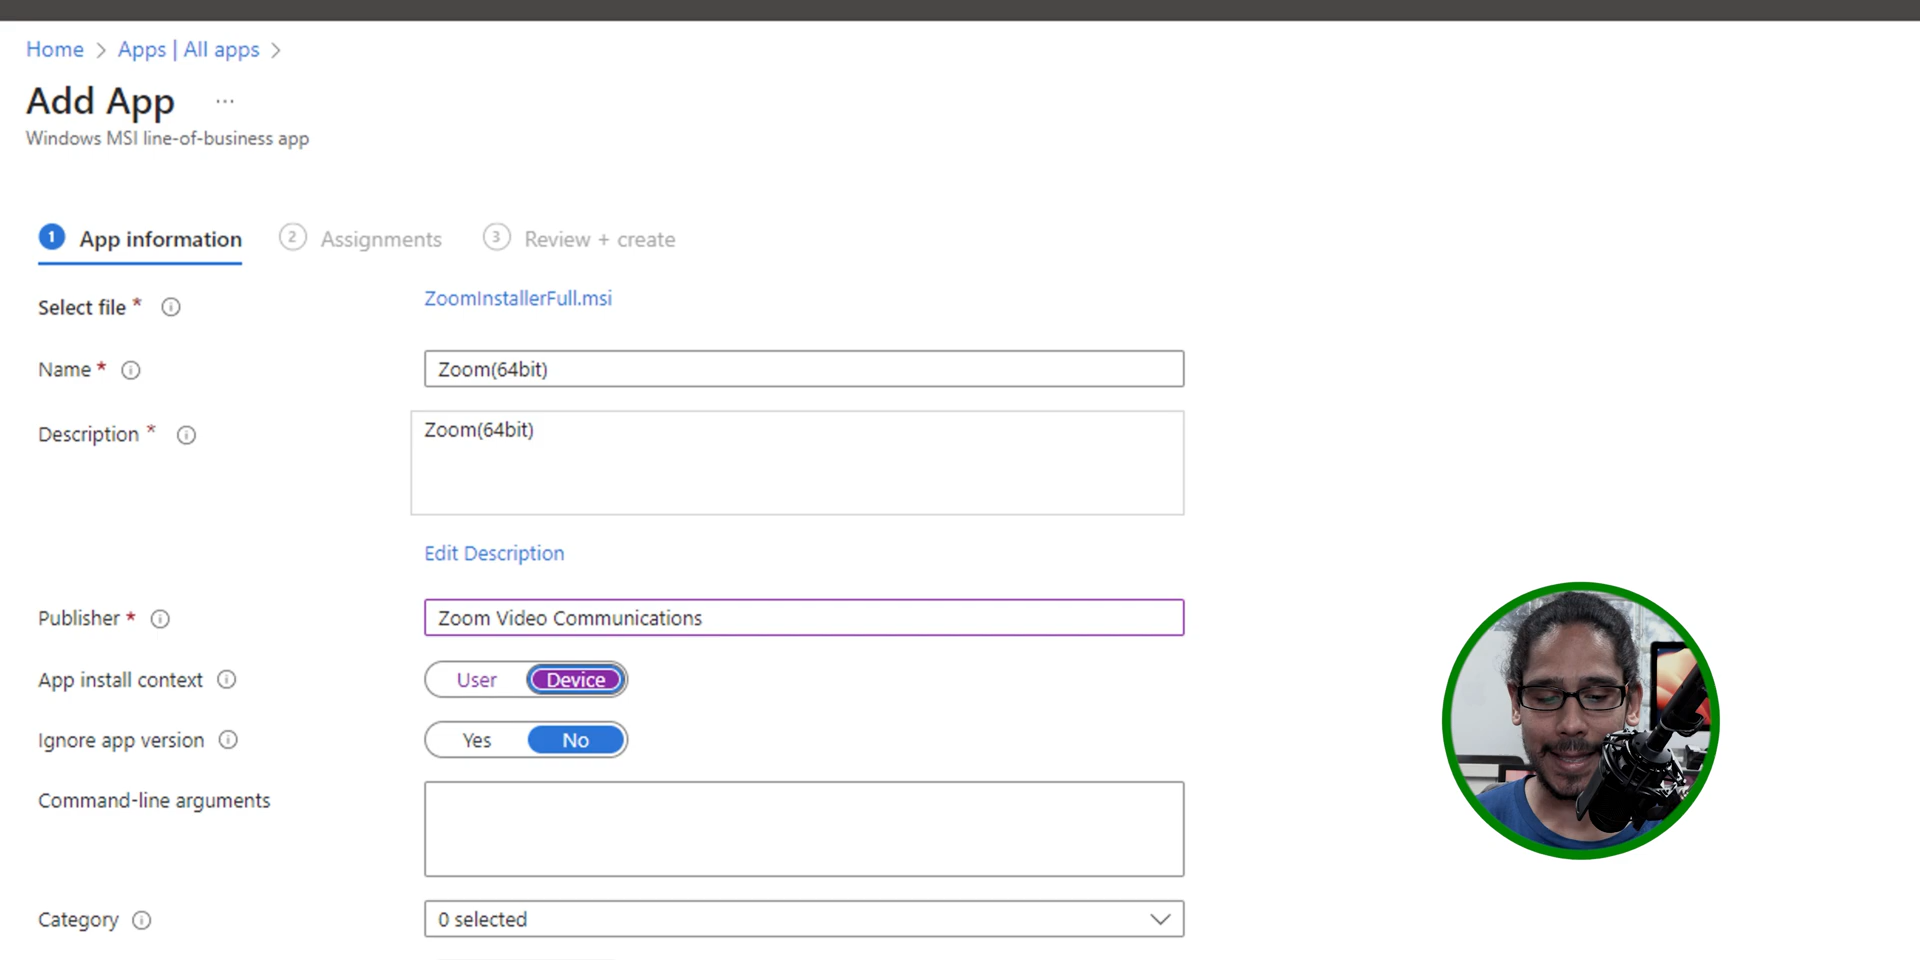 Home > Apps | All apps >
Add App ...
Windows MSI line-of-business app
1 App information 2 Assignments 3 Review + create
Select file * ZoomInstallerFull.msi
Name * Zoom(64bit)
Description * Zoom(64bit)
Edit Description
Publisher * Zoom Video Communications
App install context User Device
Ignore app version Yes No
Command-line arguments
Category 0 selected